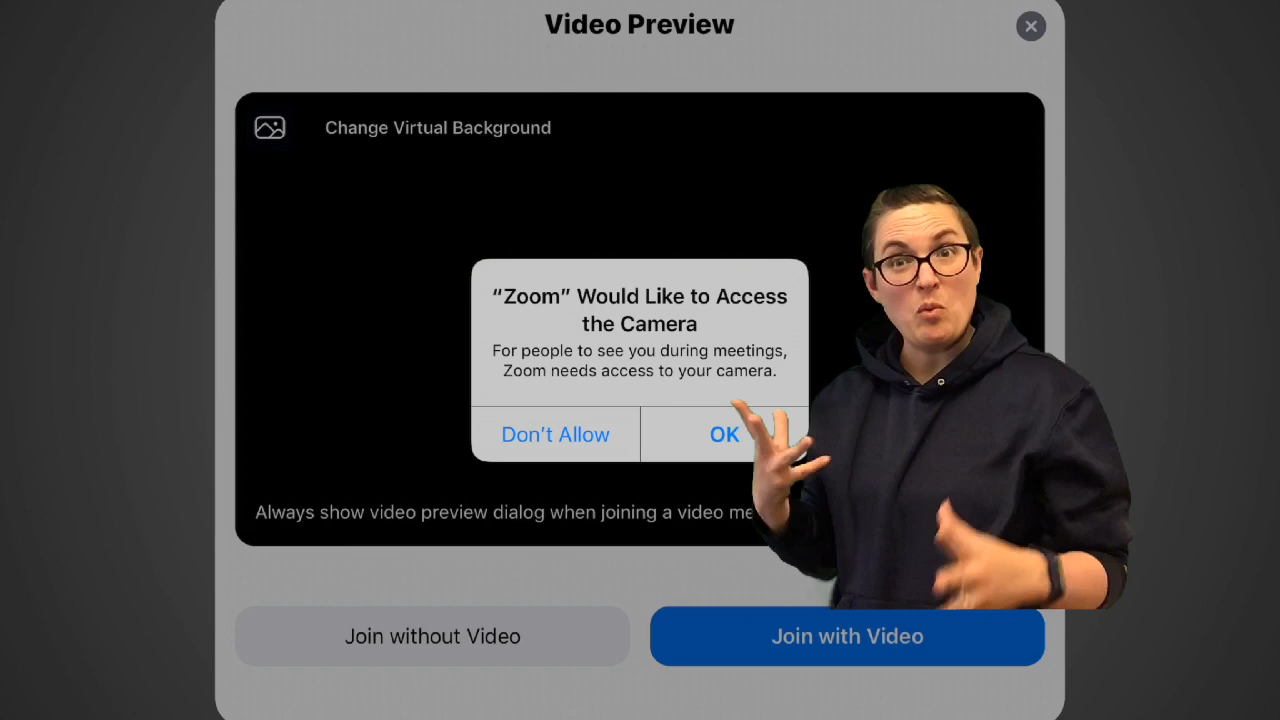 Video Preview
Change Virtual Background
“Zoom” Would Like to Access
the Camera
For people to see you during meetings,
Zoom needs access to your camera.
Don’t Allow
OK
Always show video preview dialog when joining a video
Join without Video
Join with Video